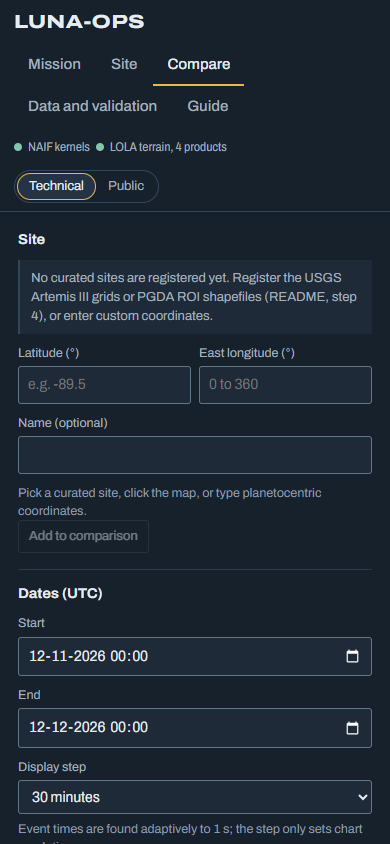 LUNA-OPS
Mission Site Compare
Data and validation Guide
NAIF kernels LOLA terrain, 4 products
Technical Public
Site
No curated sites are registered yet. Register the USGS
Artemis III grids or PGDA ROI shapefiles (README, step
4), or enter custom coordinates.
Latitude (°) East longitude (°)
e.g. -89.5 0 to 360
Name (optional)
Pick a curated site, click the map, or type planetocentric
coordinates.
Add to comparison
Dates (UTC)
Start
12-11-2026 00:00
End
12-12-2026 00:00
Display step
30 minutes
Event times are found adaptively to 1 s; the step only sets chart